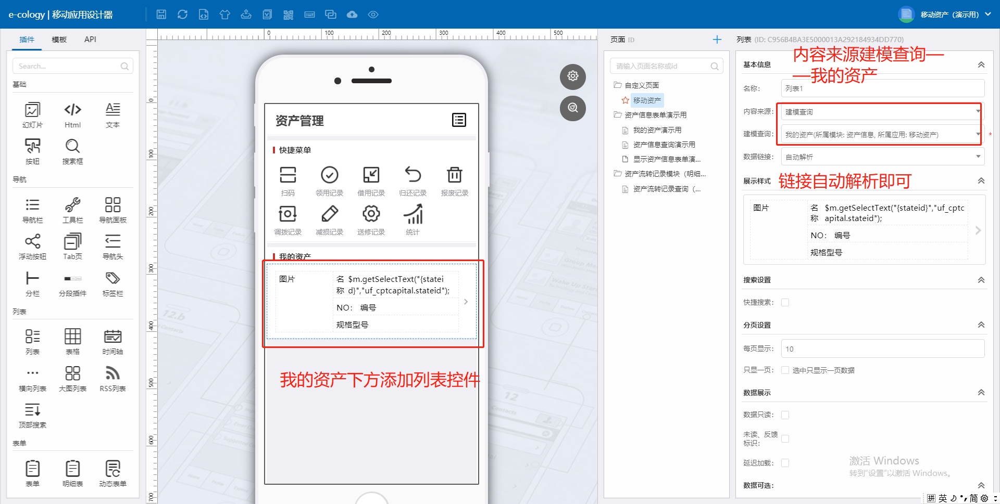 e-cology | 移动应用设计器
移动资产（演示用）
插件
模板
API
Search...
基础
幻灯片
Html
文本
按钮
搜索框
导航
导航栏
工具栏
导航面板
浮动按钮
Tab页
导航头
分栏
分段插件
标签栏
列表
列表
表格
时间轴
横向列表
大图列表
RSS列表
顶部搜索
表单
表单
明细表
动态表单
0
100
200
300
400
500
0
100
200
300
400
500
600
700
资产管理
快捷菜单
扫码
领用记录
借用记录
归还记录
报废记录
调拨记录
减损记录
送修记录
统计
我的资产
图片
名称
$m.getSelectText("{statei
d}","uf_cptcapital.stateid");
NO： 编号
规格型号
我的资产下方添加列表控件
页面 ID
请输入页面名称或id
自定义页面
移动资产
资产信息表单演示用
我的资产演示用
资产信息查询演示用
显示资产信息表单演...
资产流转记录模块（明细...
资产流转记录查询（...
列表 (ID: C956B4BA3E5000013A292184934DD770)
内容来源建模查询—
—我的资产
基本信息
名称：
列表1
内容来源：
建模查询
建模查询：
我的资产(所属模块: 资产信息, 所属应用: 移动资产)
*
数据链接：
自动解析
展示样式
链接自动解析即可
图片
名称
$m.getSelectText("{stateid}","uf_cptc
apital.stateid");
NO： 编号
规格型号
搜索设置
快捷搜索：
分页设置
每页显示：
10
只显一页：
选中只显示一页数据
数据展示
数据只读：
未读、反馈
标识：
延迟加载：
数据可选：
激活 Windows
转到"设置"以激活 Windows。
拼 英 简